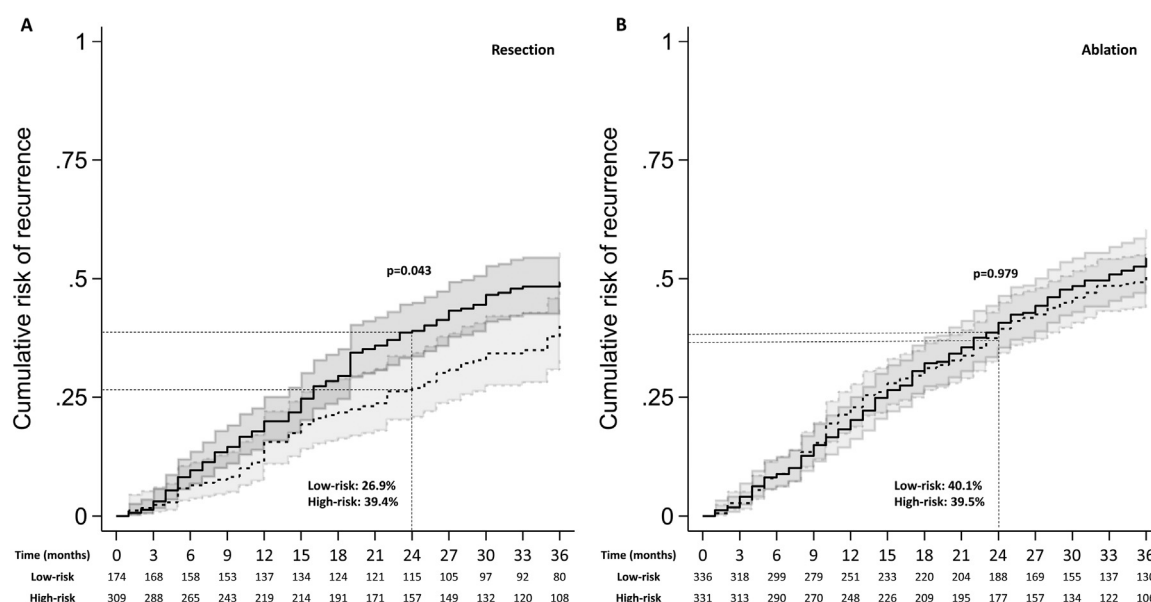 A
Resection
Cumulative risk of recurrence
1
.75
.5
.25
0
p=0.043
Low-risk: 26.9%
High-risk: 39.4%
Time (months) 0 3 6 9 12 15 18 21 24 27 30 33 36
Low-risk 174 168 158 153 137 134 124 121 115 105 97 92 80
High-risk 309 288 265 243 219 214 191 171 157 149 132 120 108
B
Ablation
Cumulative risk of recurrence
1
.75
.5
.25
0
p=0.979
Low-risk: 40.1%
High-risk: 39.5%
Time (months) 0 3 6 9 12 15 18 21 24 27 30 33 36
Low-risk 336 318 299 279 251 233 220 204 188 169 155 137 130
High-risk 331 313 290 270 248 226 209 195 177 157 134 122 106